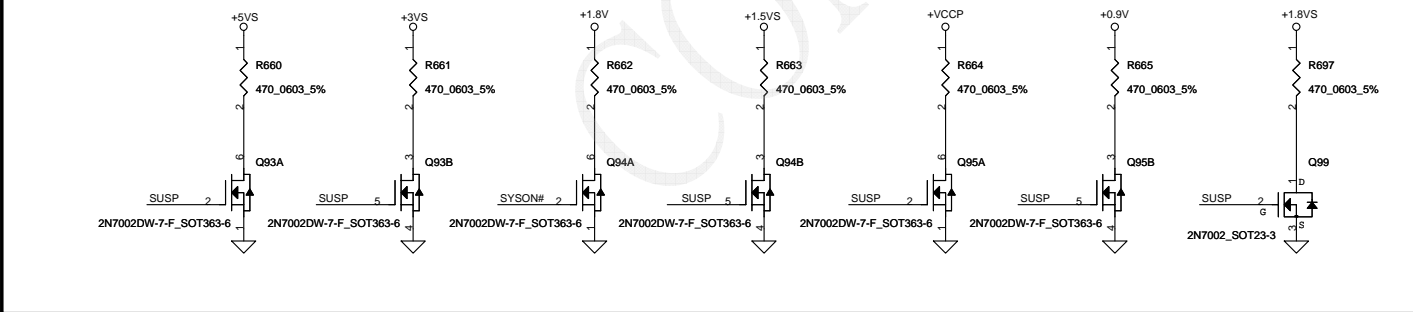 +5VS +3VS +1.8V +1.5VS +VCCP +0.9V +1.8VS
1 1 1 1 1 1 1
R660 R661 R662 R663 R664 R665 R697
470_0603_5% 470_0603_5% 470_0603_5% 470_0603_5% 470_0603_5% 470_0603_5% 470_0603_5%
2 2 2 2 2 2 2
6 Q93A 3 Q93B 6 Q94A 3 Q94B 6 Q95A 3 Q95B Q99
1 D
SUSP 2 SUSP 5 SYSON# 2 SUSP 5 SUSP 2 SUSP 5 SUSP 2
G
2N7002DW-7-F_SOT363-6 2N7002DW-7-F_SOT363-6 2N7002DW-7-F_SOT363-6 2N7002DW-7-F_SOT363-6 2N7002DW-7-F_SOT363-6 2N7002DW-7-F_SOT363-6
1 4 1 4 1 4 3 S
2N7002_SOT23-3